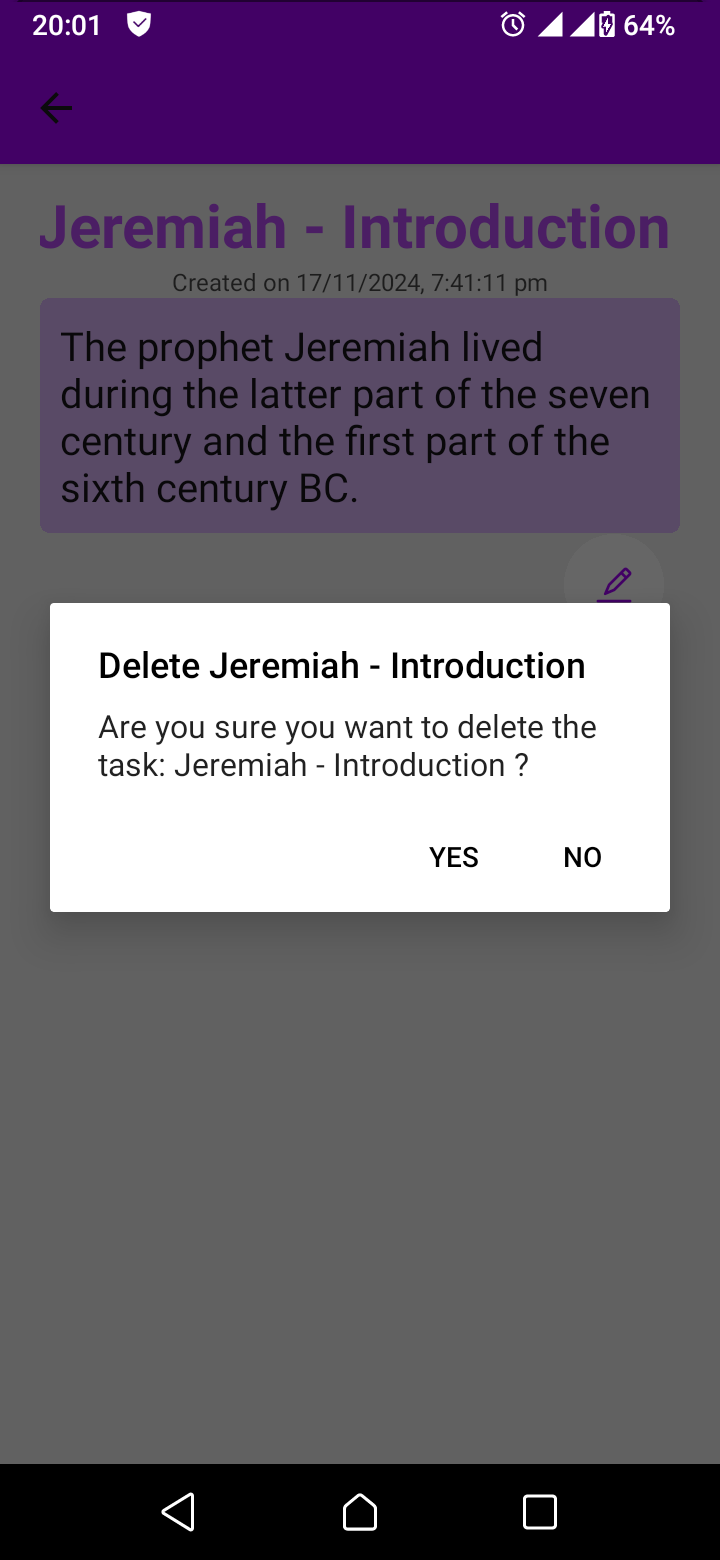 20:01 64%
Jeremiah - Introduction
Created on 17/11/2024, 7:41:11 pm
The prophet Jeremiah lived
during the latter part of the seven
century and the first part of the
sixth century BC.
Delete Jeremiah - Introduction
Are you sure you want to delete the
task: Jeremiah - Introduction ?
YES NO